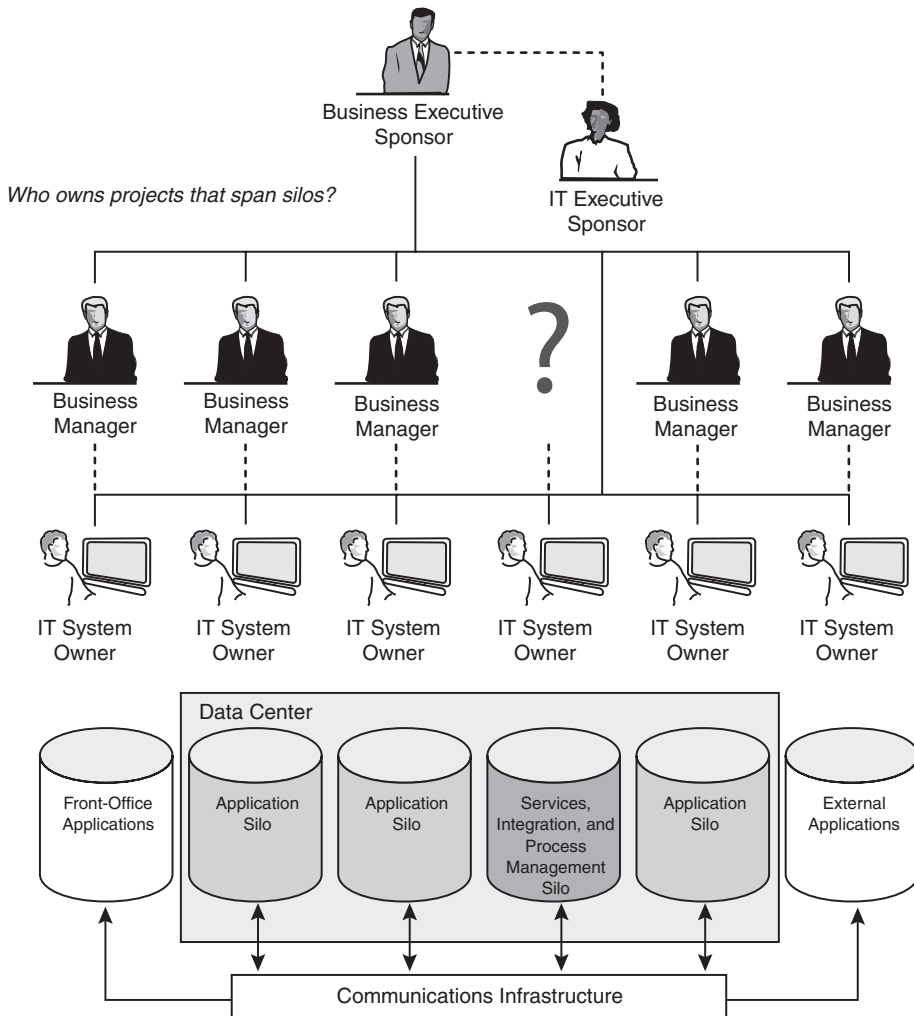 Business Executive
Sponsor
IT Executive
Sponsor
Who owns projects that span silos?
Business
Manager
Business
Manager
Business
Manager
?
Business
Manager
Business
Manager
IT System
Owner
IT System
Owner
IT System
Owner
IT System
Owner
IT System
Owner
IT System
Owner
Data Center
Front-Office
Applications
Application
Silo
Application
Silo
Services,
Integration, and
Process
Management
Silo
Application
Silo
External
Applications
Communications Infrastructure